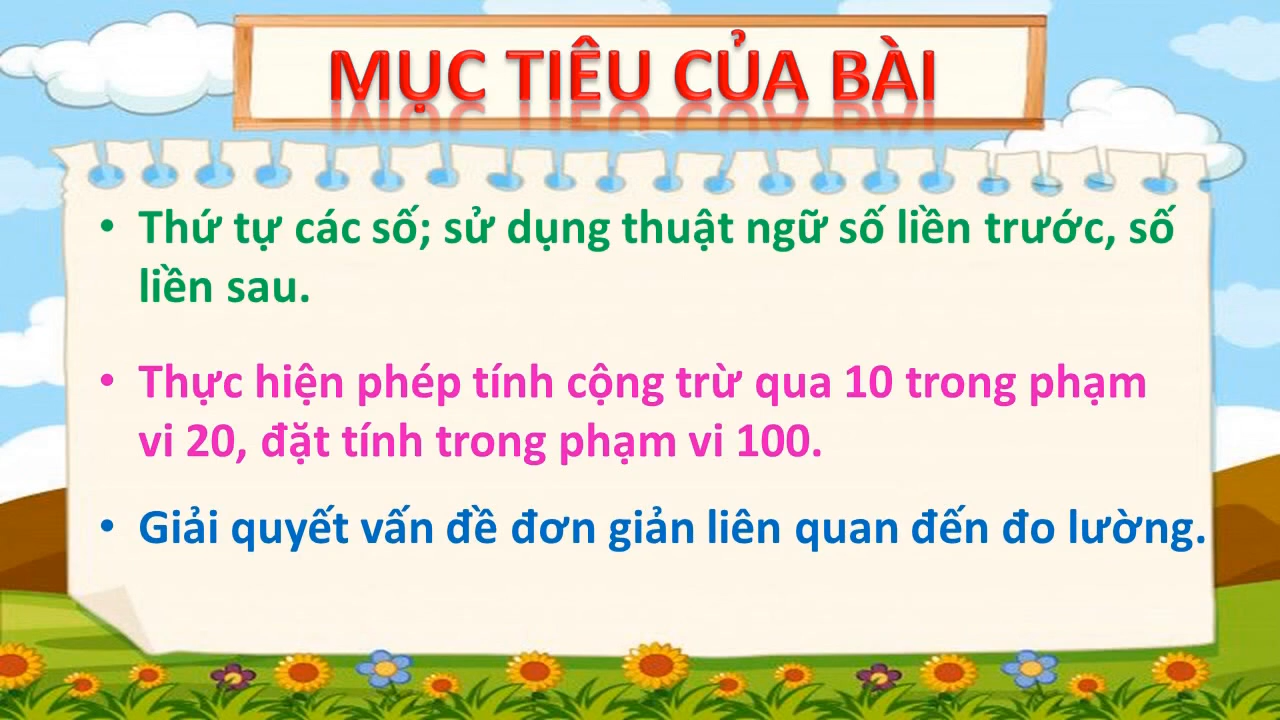 MỤC TIÊU CỦA BÀI
• Thứ tự các số; sử dụng thuật ngữ số liền trước, số
liền sau.
• Thực hiện phép tính cộng trừ qua 10 trong phạm
vi 20, đặt tính trong phạm vi 100.
• Giải quyết vấn đề đơn giản liên quan đến đo lường.